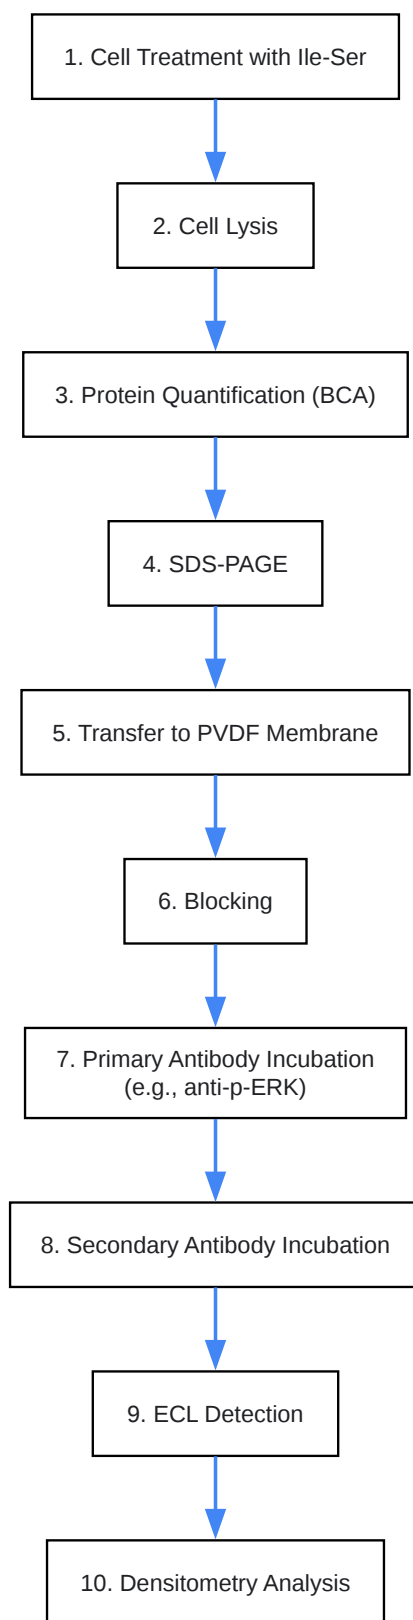 1. Cell Treatment with Ile-Ser
2. Cell Lysis
3. Protein Quantification (BCA)
4. SDS-PAGE
5. Transfer to PVDF Membrane
6. Blocking
7. Primary Antibody Incubation
(e.g., anti-p-ERK)
8. Secondary Antibody Incubation
9. ECL Detection
10. Densitometry Analysis